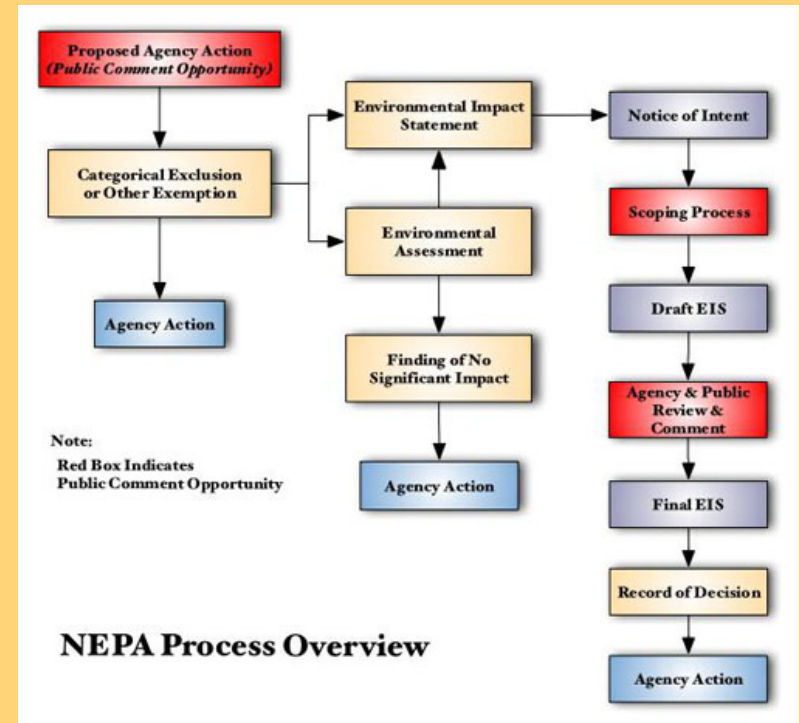 Proposed Agency Action
(Public Comment Opportunity)
Categorical Exclusion
or Other Exemption
Agency Action
Environmental Impact
Statement
Environmental
Assessment
Finding of No
Significant Impact
Agency Action
Notice of Intent
Scoping Process
Draft EIS
Agency & Public
Review &
Comment
Final EIS
Record of Decision
Agency Action
Note:
Red Box Indicates
Public Comment Opportunity
NEPA Process Overview